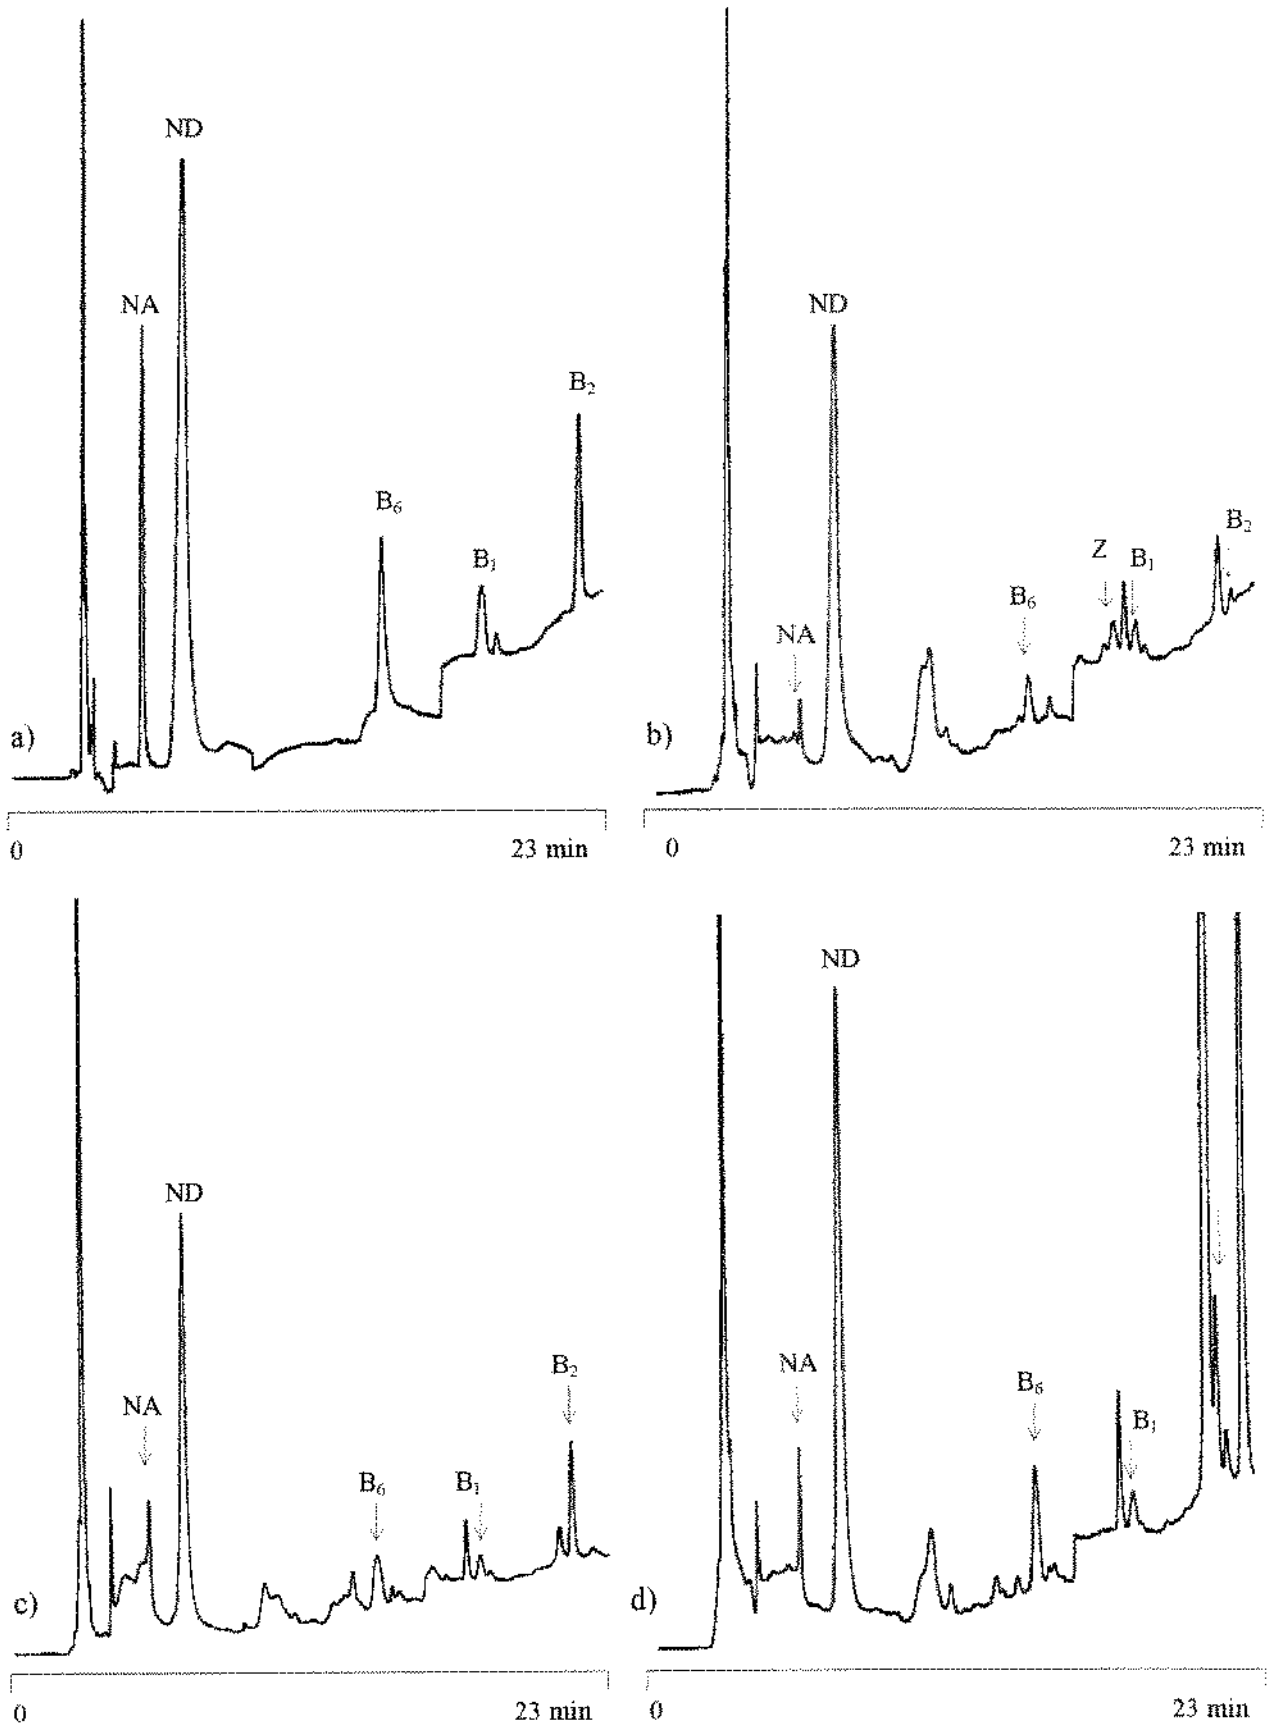 ND
NA
B₂
B₆
B₁
a)
0 23 min
ND
B₂
Z B₁
B₆
NA
b)
0 23 min
ND
B₂
NA
B₆ B₁
c)
0 23 min
ND
NA
B₆
B₁
d)
0 23 min